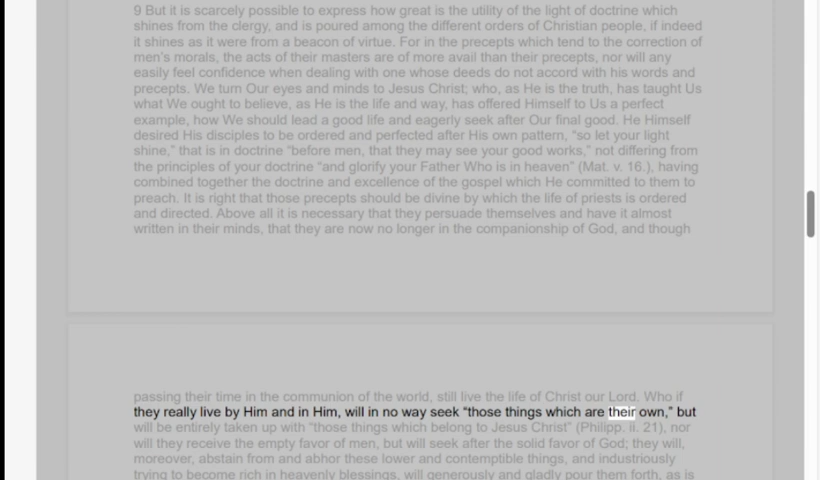 9 But it is scarcely possible to express how great is the utility of the light of doctrine which
shines from the clergy, and is poured among the different orders of Christian people, if indeed
it shines as it were from a beacon of virtue. For in the precepts which tend to the correction of
men's morals, the acts of their masters are of more avail than their precepts, nor will any
easily feel confidence when dealing with one whose deeds do not accord with his words and
precepts. We turn Our eyes and minds to Jesus Christ; who, as He is the truth, has taught Us
what We ought to believe, as He is the life and way, has offered Himself to Us a perfect
example, how We should lead a good life and eagerly seek after Our final good. He Himself
desired His disciples to be ordered and perfected after His own pattern, “so let your light
shine,” that is in doctrine “before men, that they may see your good works,” not differing from
the principles of your doctrine “and glorify your Father Who is in heaven” (Mat. v. 16.), having
combined together the doctrine and excellence of the gospel which He committed to them to
preach. It is right that those precepts should be divine by which the life of priests is ordered
and directed. Above all it is necessary that they persuade themselves and have it almost
written in their minds, that they are now no longer in the companionship of God, and though
passing their time in the communion of the world, still live the life of Christ our Lord. Who if
they really live by Him and in Him, will in no way seek “those things which are their own,” but
will be entirely taken up with “those things which belong to Jesus Christ” (Philipp. ii. 21), nor
will they receive the empty favor of men, but will seek after the solid favor of God; they will,
moreover, abstain from and abhor these lower and contemptible things, and industriously
trying to become rich in heavenly blessings, will generously and gladly pour them forth, as is